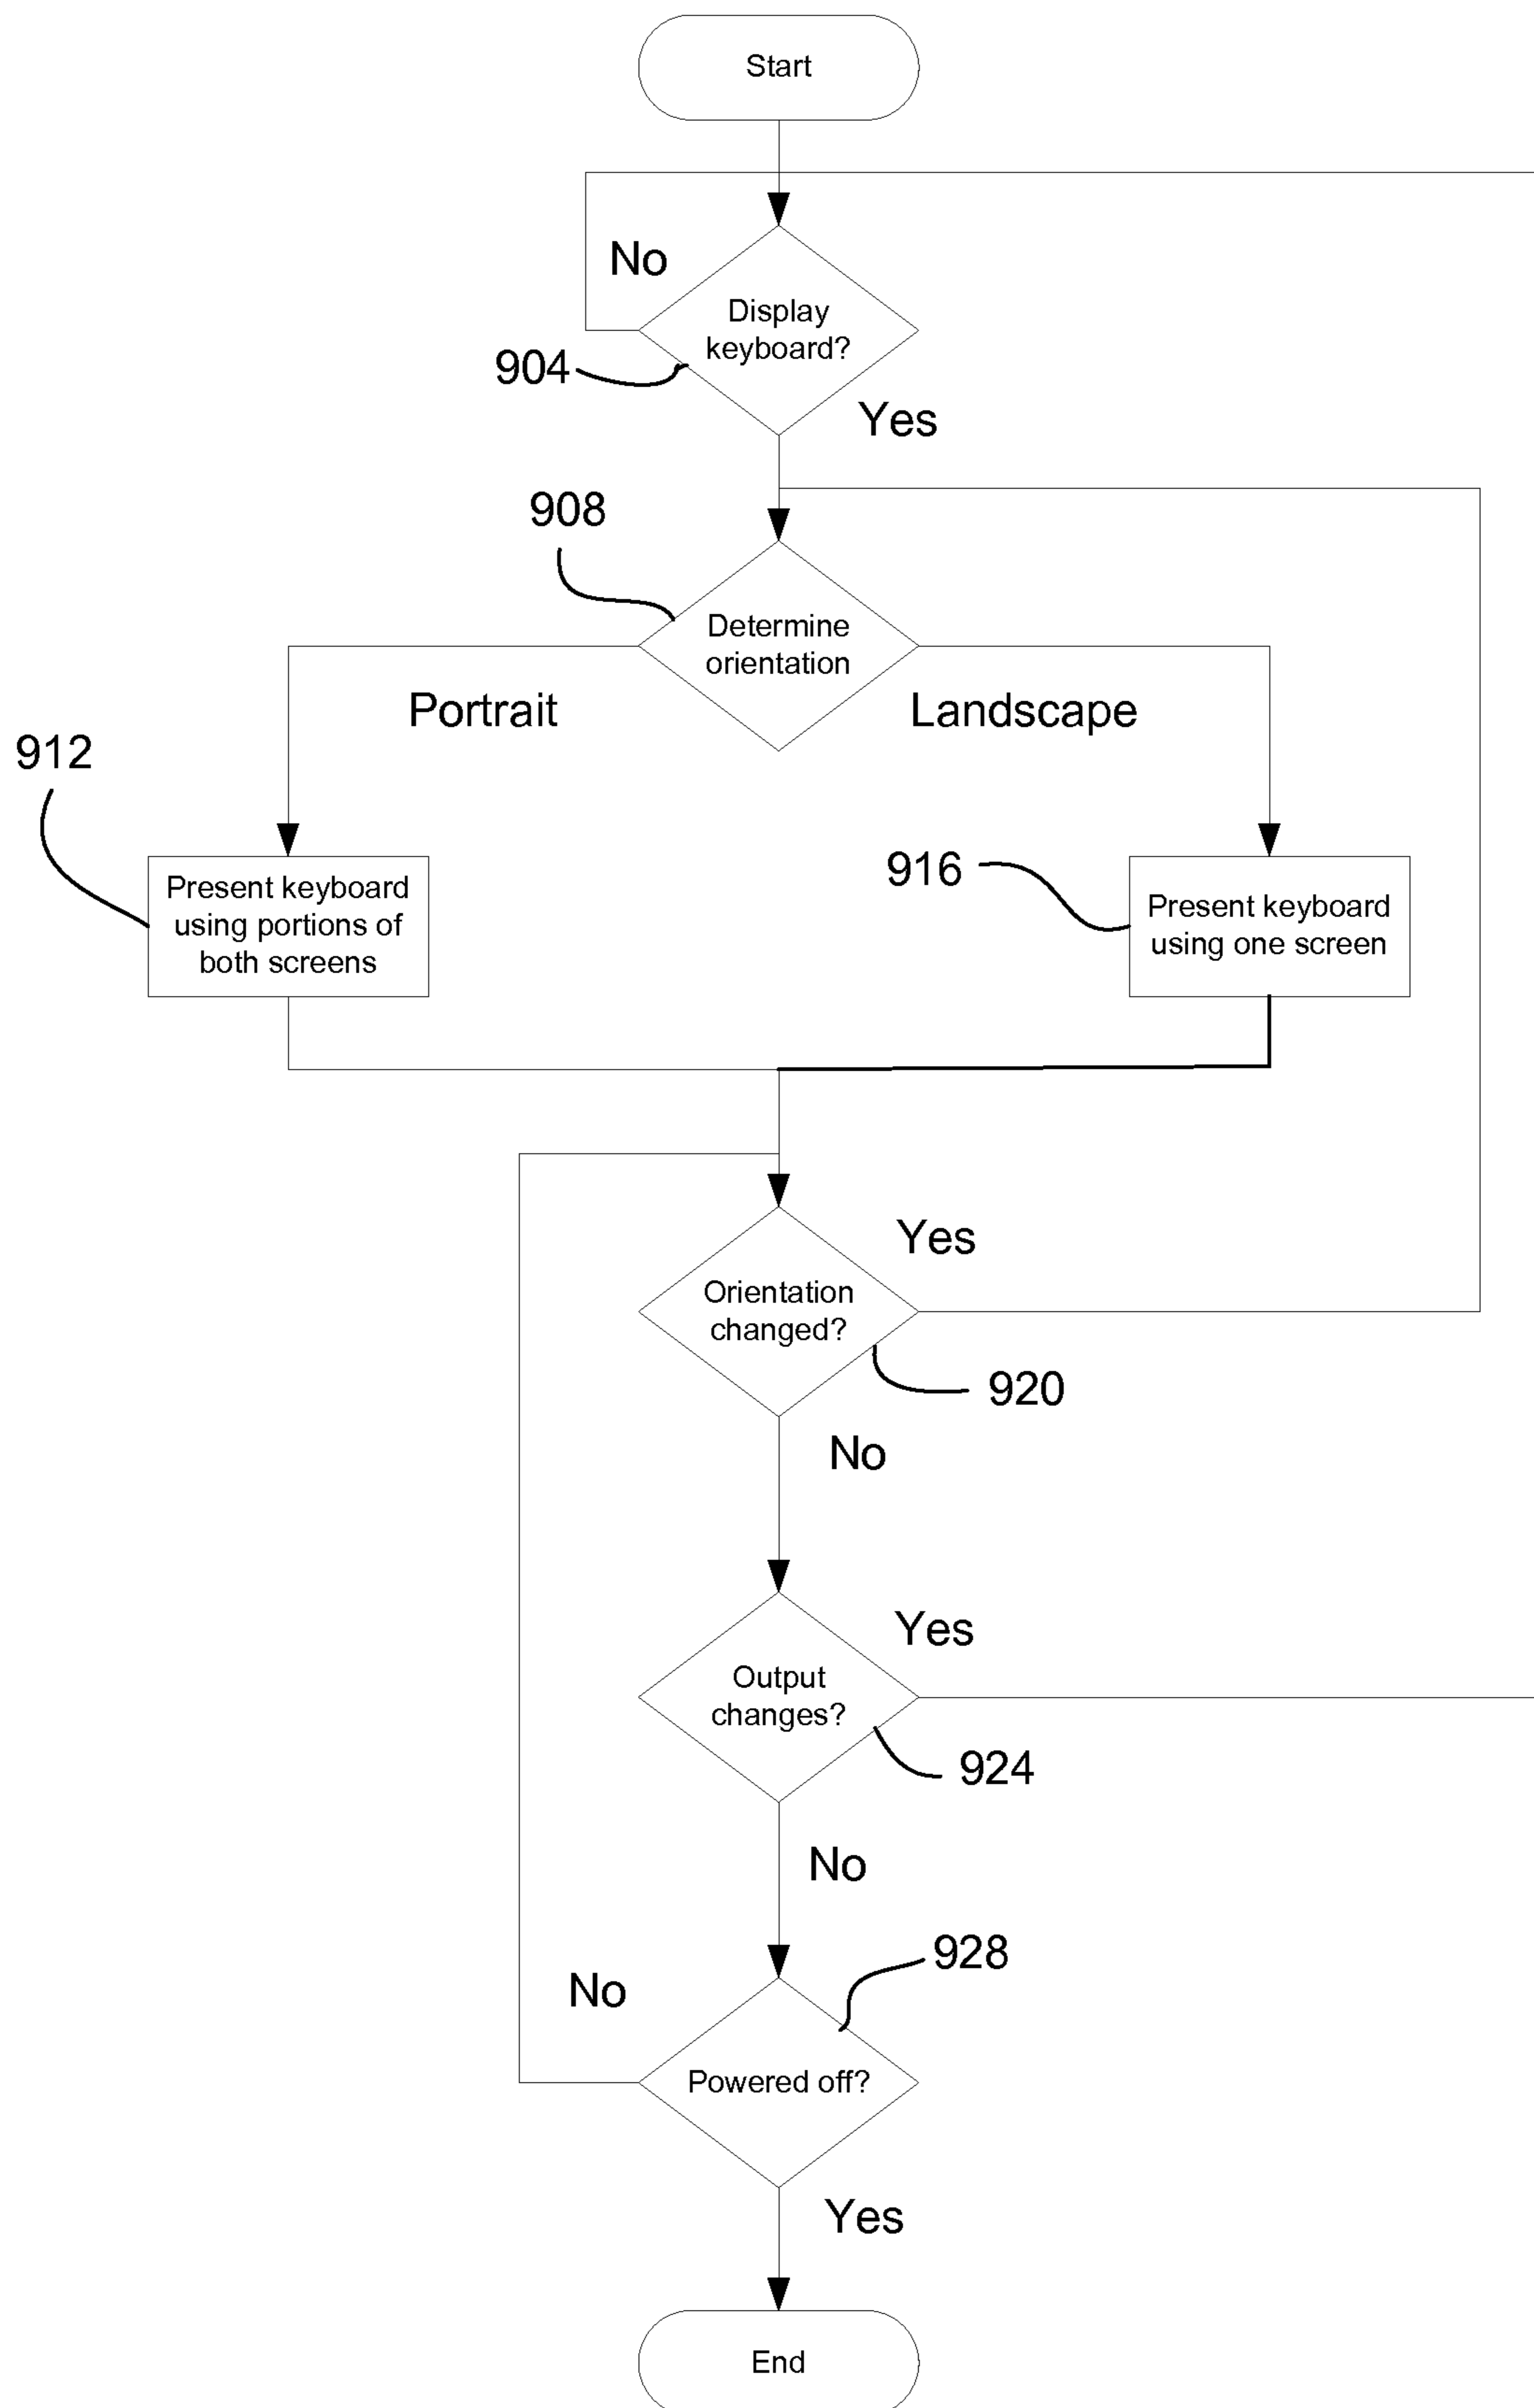 Start
No
Display
keyboard?
904
Yes
908
Determine
orientation
Portrait
Landscape
912
Present keyboard
using portions of
both screens
916
Present keyboard
using one screen
Yes
Orientation
changed?
920
No
Yes
Output
changes?
924
No
928
No
Powered off?
Yes
End